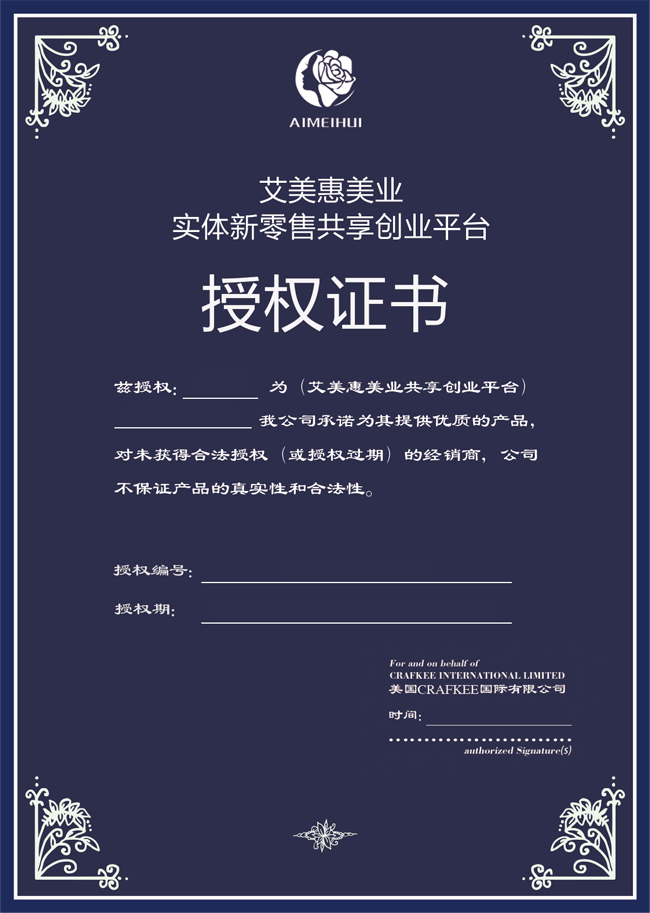 AIMEIHUI
艾美惠美业
实体新零售共享创业平台
授权证书
兹授权: 为（艾美惠美业共享创业平台）
我公司承诺为其提供优质的产品，
对未获得合法授权（或授权过期）的经销商，公司
不保证产品的真实性和合法性。
授权编号:
授权期:
For and on behalf of
CRAFKEE INTERNATIONAL LIMITED
美国CRAFKEE国际有限公司
时间:
authorized Signature(s)